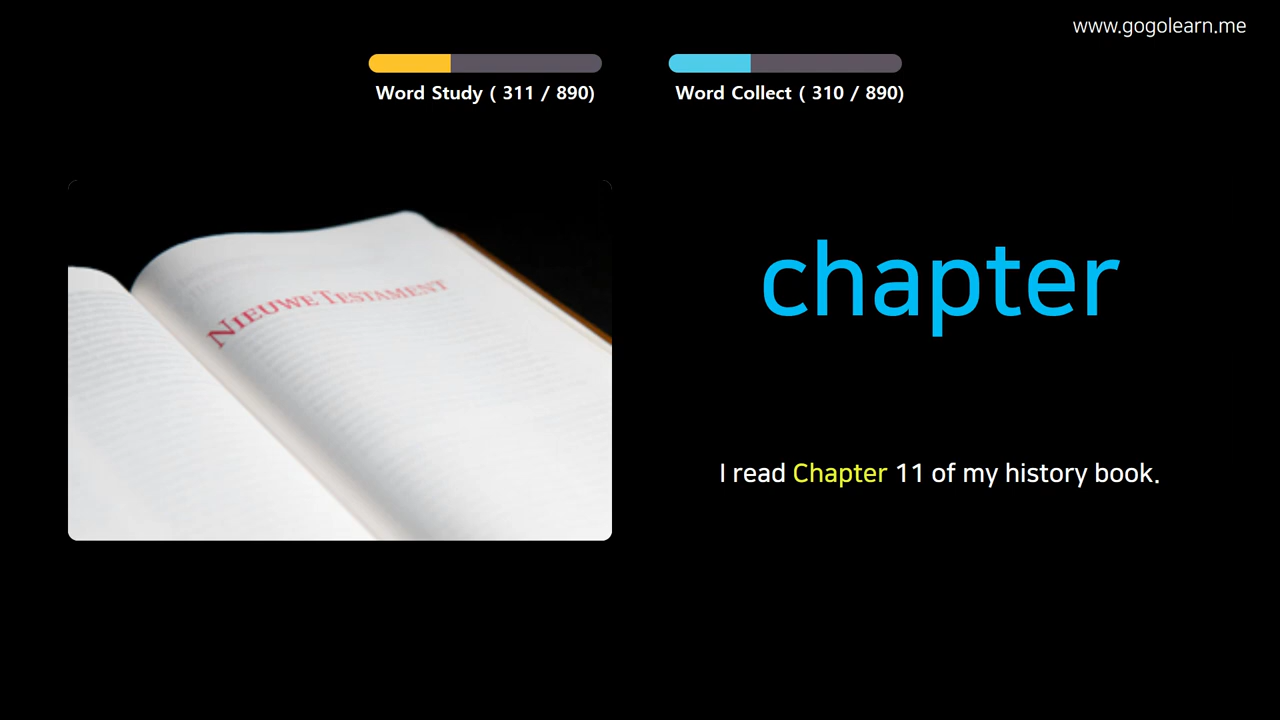 www.gogolearn.me
Word Study ( 311 / 890)
Word Collect ( 310 / 890)
NIEUWE TESTAMENT
chapter
I read Chapter 11 of my history book.